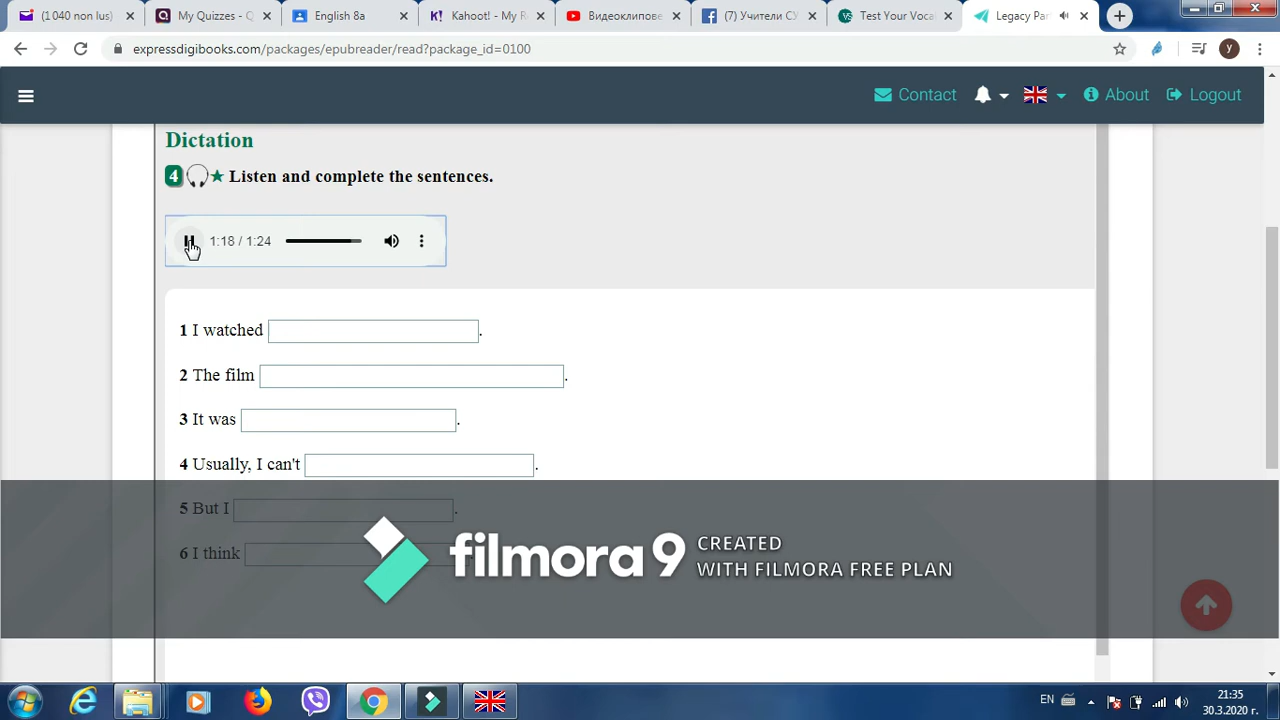 (1 040 non lus)
My Quizzes - Q
English 8a
Kahoot! - My K
Видеоклипове
(7) Учители СУ
Test Your Voca
Legacy Par
expressdigibooks.com/packages/epubreader/read?package_id=0100
y
Contact
About
Logout
Dictation
4 Listen and complete the sentences.
1:18 / 1:24
1 I watched .
2 The film .
3 It was .
4 Usually, I can't .
5 But I .
6 I think .
filmora 9 CREATED
WITH FILMORA FREE PLAN
EN
21:35
30.3.2020 г.